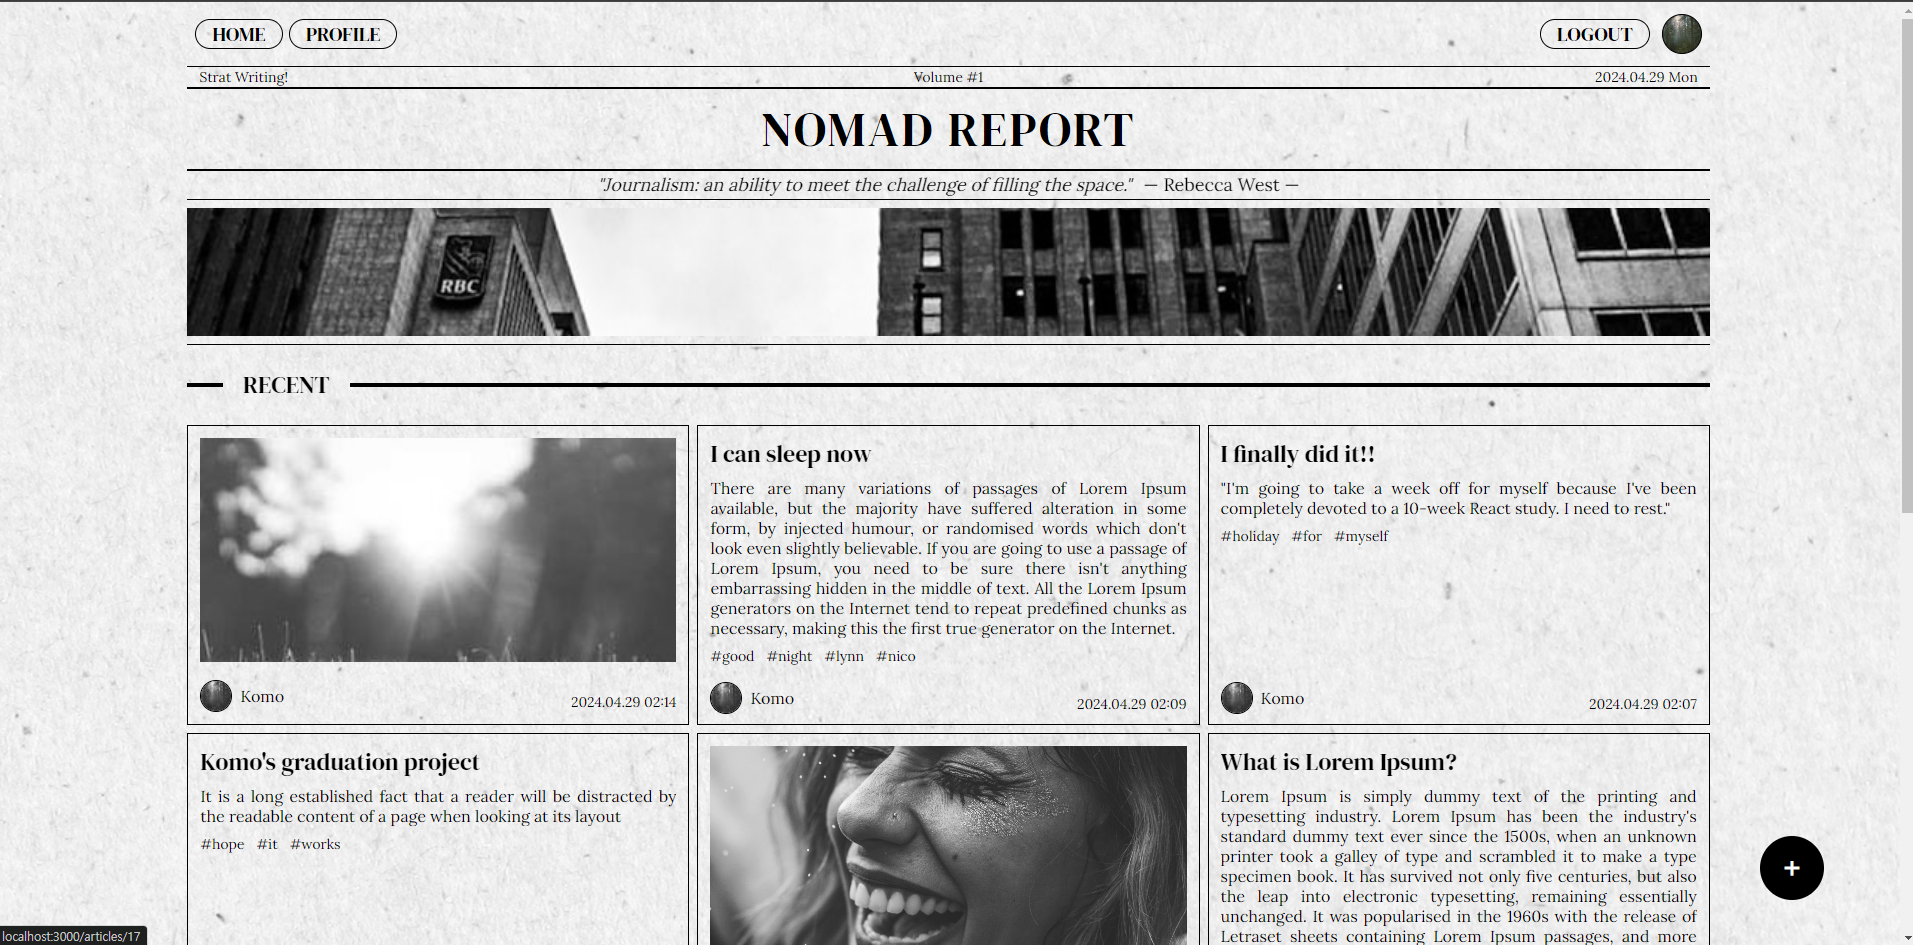 HOME PROFILE LOGOUT
Strat Writing! Volume #1 2024.04.29 Mon
NOMAD REPORT
"Journalism: an ability to meet the challenge of filling the space." — Rebecca West —
RBC
RECENT
Komo 2024.04.29 02:14
I can sleep now
There are many variations of passages of Lorem Ipsum
available, but the majority have suffered alteration in some
form, by injected humour, or randomised words which don't
look even slightly believable. If you are going to use a passage of
Lorem Ipsum, you need to be sure there isn't anything
embarrassing hidden in the middle of text. All the Lorem Ipsum
generators on the Internet tend to repeat predefined chunks as
necessary, making this the first true generator on the Internet.
#good #night #lynn #nico
Komo 2024.04.29 02:09
I finally did it!!
"I'm going to take a week off for myself because I've been
completely devoted to a 10-week React study. I need to rest."
#holiday #for #myself
Komo 2024.04.29 02:07
Komo's graduation project
It is a long established fact that a reader will be distracted by
the readable content of a page when looking at its layout
#hope #it #works
What is Lorem Ipsum?
Lorem Ipsum is simply dummy text of the printing and
typesetting industry. Lorem Ipsum has been the industry's
standard dummy text ever since the 1500s, when an unknown
printer took a galley of type and scrambled it to make a type
specimen book. It has survived not only five centuries, but also
the leap into electronic typesetting, remaining essentially
unchanged. It was popularised in the 1960s with the release of
Letraset sheets containing Lorem Ipsum passages, and more
+
localhost:3000/articles/17